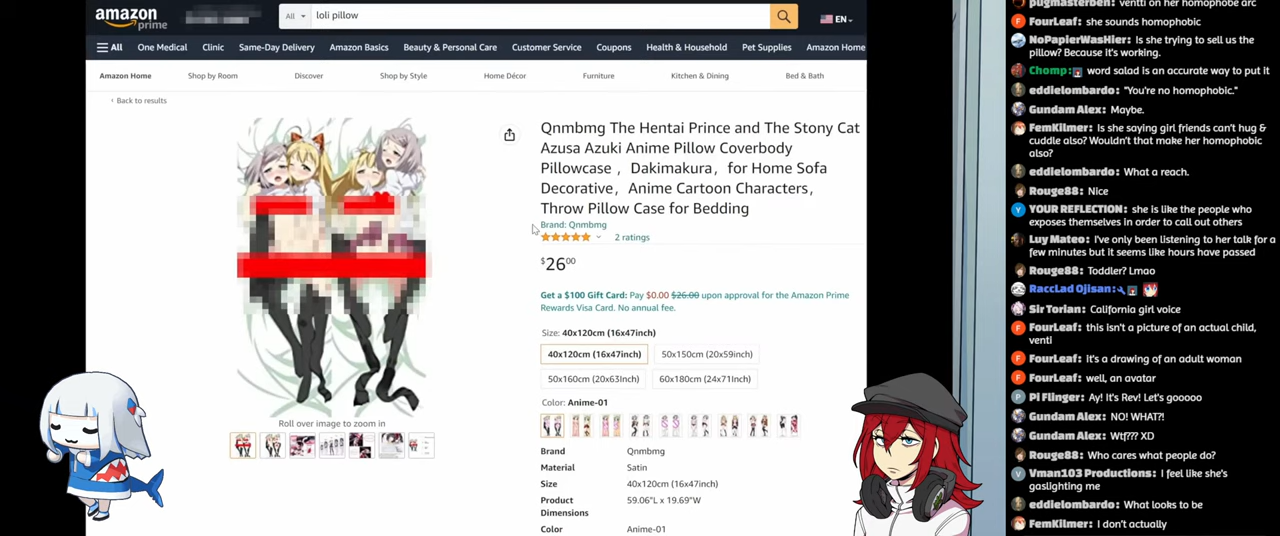 amazon
prime
All
loli pillow
EN
All
One Medical
Clinic
Same-Day Delivery
Amazon Basics
Beauty & Personal Care
Customer Service
Coupons
Health & Household
Pet Supplies
Amazon Home
Amazon Home
Shop by Room
Discover
Shop by Style
Home Décor
Furniture
Kitchen & Dining
Bed & Bath
‹ Back to results
Qnmbmg The Hentai Prince and The Stony Cat
Azusa Azuki Anime Pillow Coverbody
Pillowcase , Dakimakura, for Home Sofa
Decorative, Anime Cartoon Characters,
Throw Pillow Case for Bedding
Brand: Qnmbmg
2 ratings
$26.00
Get a $100 Gift Card: Pay $0.00 $26.00 upon approval for the Amazon Prime
Rewards Visa Card. No annual fee.
Size: 40x120cm (16x47inch)
40x120cm (16x47inch)
50x150cm (20x59inch)
50x160cm (20x63Inch)
60x180cm (24x71Inch)
Color: Anime-01
Roll over image to zoom in
Brand Qnmbmg
Material Satin
Size 40x120cm (16x47inch)
Product 59.06"L x 19.69"W
Dimensions
Color Anime-01
pugmasterben: ventti on her homophobic arc
FourLeaf: she sounds homophobic
NoPapierWasHier: Is she trying to sell us the
pillow? Because it's working.
Chomp: word salad is an accurate way to put it
eddielombardo: "You're no homophobic."
Gundam Alex: Maybe.
FemKilmer: Is she saying girl friends can't hug &
cuddle also? Wouldn't that make her homophobic
also?
eddielombardo: What a reach.
Rouge88: Nice
YOUR REFLECTION: she is like the people who
exposes themselves in order to call out others
Luy Mateo: I've only been listening to her talk for a
few minutes but it seems like hours have passed
Rouge88: Toddler? Lmao
RaccLad Ojisan:
Sir Torian: California girl voice
FourLeaf: this isn't a picture of an actual child,
venti
FourLeaf: it's a drawing of an adult woman
FourLeaf: well, an avatar
Pi Flinger: Ay! It's Rev! Let's gooooo
Gundam Alex: NO! WHAT?!
Gundam Alex: Wtf??? XD
Rouge88: Who cares what people do?
Vman103 Productions: I feel like she's
gaslighting me
eddielombardo: What looks to be
FemKilmer: I don't actually